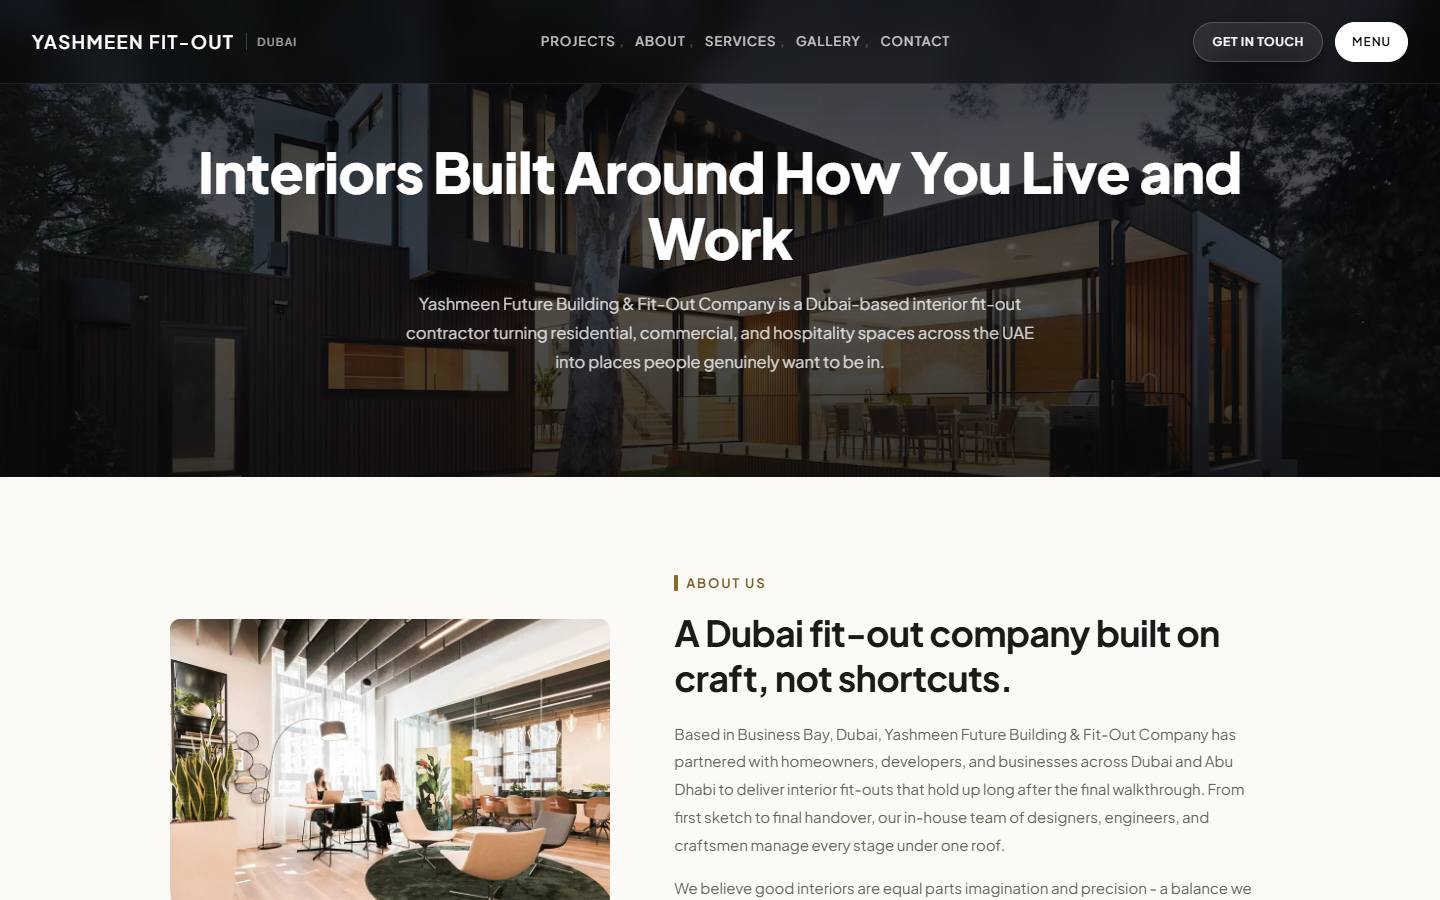 YASHMEEN FIT-OUT
DUBAI
PROJECTS, ABOUT, SERVICES, GALLERY, CONTACT
GET IN TOUCH
MENU
Interiors Built Around How You Live and
Work
Yashmeen Future Building & Fit-Out Company is a Dubai-based interior fit-out
contractor turning residential, commercial, and hospitality spaces across the UAE
into places people genuinely want to be in.
ABOUT US
A Dubai fit-out company built on
craft, not shortcuts.
Based in Business Bay, Dubai, Yashmeen Future Building & Fit-Out Company has
partnered with homeowners, developers, and businesses across Dubai and Abu
Dhabi to deliver interior fit-outs that hold up long after the final walkthrough. From
first sketch to final handover, our in-house team of designers, engineers, and
craftsmen manage every stage under one roof.
We believe good interiors are equal parts imagination and precision - a balance we